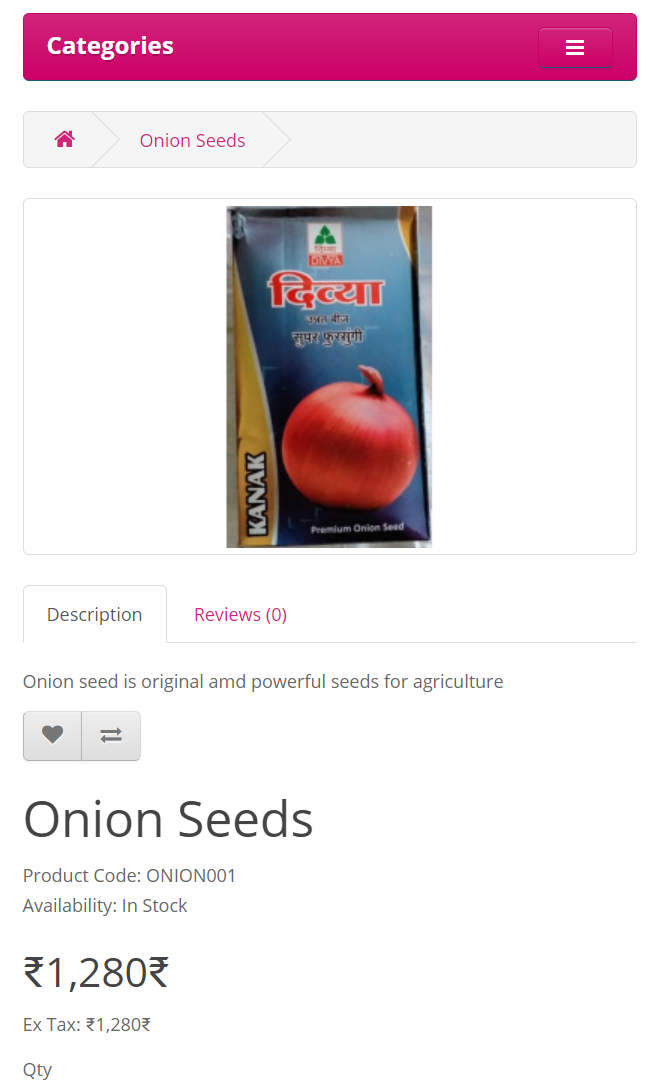 Categories
Onion Seeds
दिव्या
DIVYA
दिव्या
उन्नत बीज
सुपर फुरसुंगी
KANAK
Premium Onion Seed
Description
Reviews (0)
Onion seed is original amd powerful seeds for agriculture
Onion Seeds
Product Code: ONION001
Availability: In Stock
₹1,280₹
Ex Tax: ₹1,280₹
Qty